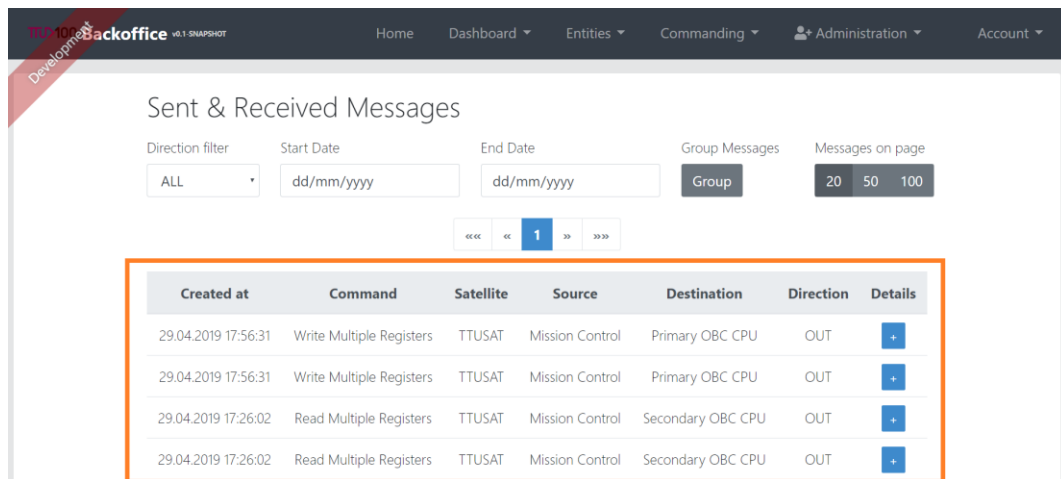 Backoffice v0.1-SNAPSHOT Home Dashboard Entities Commanding Administration Account
Development
Sent & Received Messages
Direction filter Start Date End Date Group Messages Messages on page
ALL dd/mm/yyyy dd/mm/yyyy Group 20 50 100
«« « 1 » »»
Created at Command Satellite Source Destination Direction Details
29.04.2019 17:56:31 Write Multiple Registers TTUSAT Mission Control Primary OBC CPU OUT +
29.04.2019 17:56:31 Write Multiple Registers TTUSAT Mission Control Primary OBC CPU OUT +
29.04.2019 17:26:02 Read Multiple Registers TTUSAT Mission Control Secondary OBC CPU OUT +
29.04.2019 17:26:02 Read Multiple Registers TTUSAT Mission Control Secondary OBC CPU OUT +